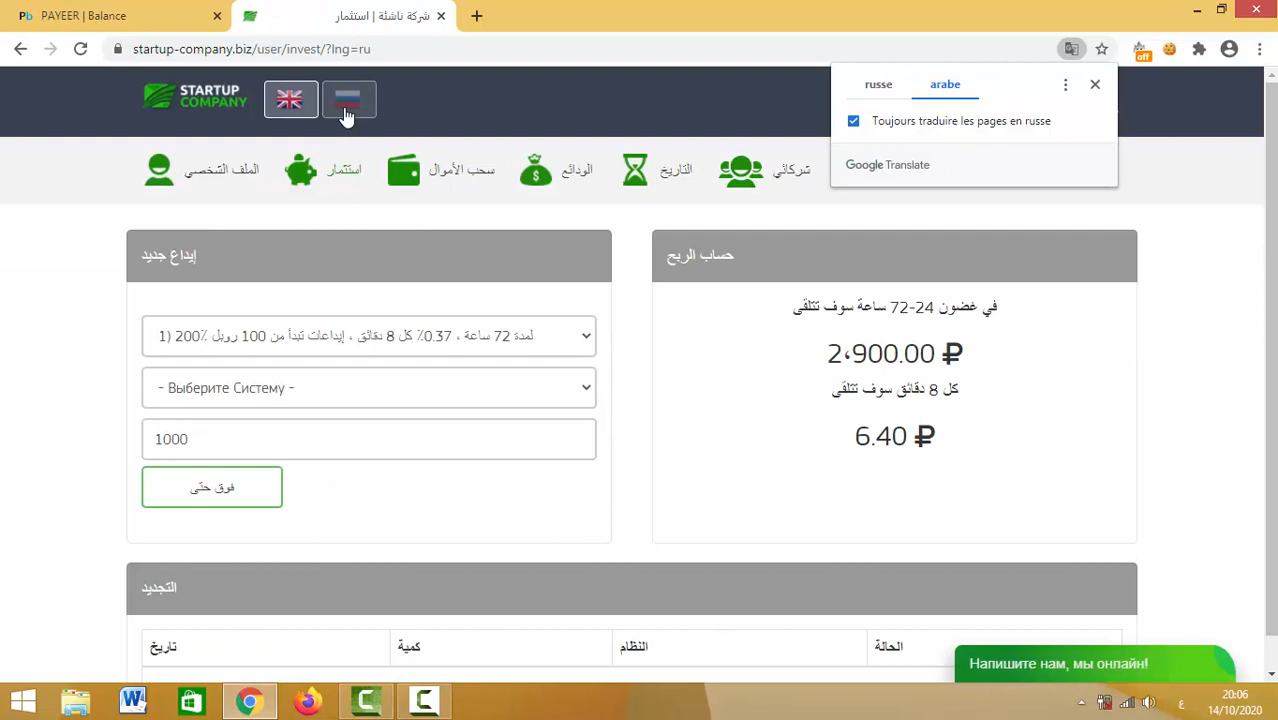 PAYEER | Balance
شركة ناشئة | استثمار
startup-company.biz/user/invest/?lng=ru
off
russe
arabe
Toujours traduire les pages en russe
Google Translate
STARTUP
COMPANY
الملف الشخصي
استثمار
سحب الأموال
الودائع
التاريخ
شركائي
إيداع جديد
1) 200٪ لمدة 72 ساعة ، 0.37٪ كل 8 دقائق ، إيداعات تبدأ من 100 روبل
- Выберите Систему -
1000
فوق حتى
حساب الربح
في غضون 24-72 ساعة سوف تتلقى
2،900.00 ₽
كل 8 دقائق سوف تتلقى
6.40 ₽
التجديد
تاريخ
كمية
النظام
الحالة
Напишите нам, мы онлайн!
ع
20:06
14/10/2020